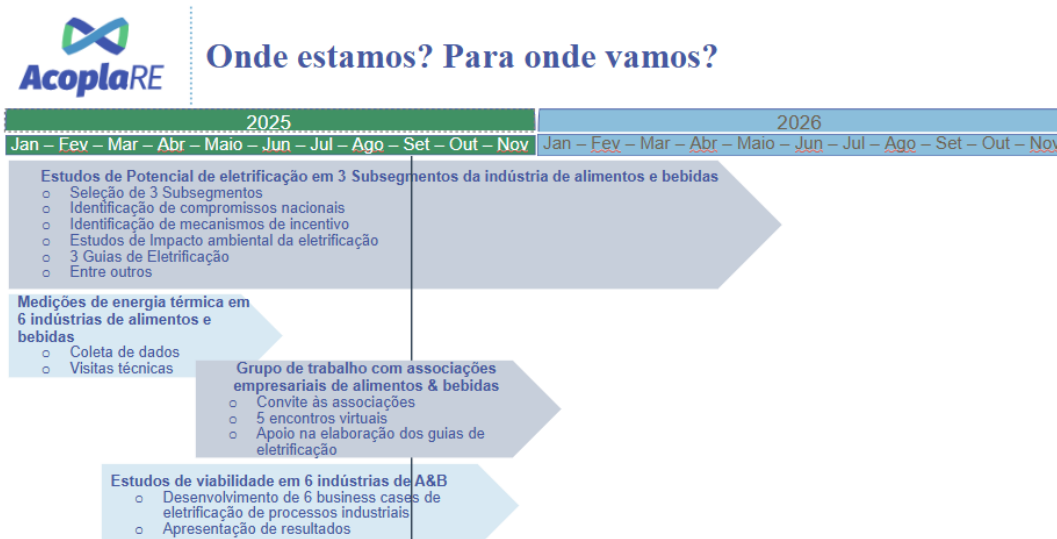 AcoplaRE
Onde estamos? Para onde vamos?
2025
2026
Jan – Fev – Mar – Abr – Maio – Jun – Jul – Ago – Set – Out – Nov
Jan – Fev – Mar – Abr – Maio – Jun – Jul – Ago – Set – Out – Nov
Estudos de Potencial de eletrificação em 3 Subsegmentos da indústria de alimentos e bebidas
o Seleção de 3 Subsegmentos
o Identificação de compromissos nacionais
o Identificação de mecanismos de incentivo
o Estudos de Impacto ambiental da eletrificação
o 3 Guias de Eletrificação
o Entre outros
Medições de energia térmica em
6 indústrias de alimentos e
bebidas
o Coleta de dados
o Visitas técnicas
Grupo de trabalho com associações
empresariais de alimentos & bebidas
o Convite às associações
o 5 encontros virtuais
o Apoio na elaboração dos guias de
eletrificação
Estudos de viabilidade em 6 indústrias de A&B
o Desenvolvimento de 6 business cases de
eletrificação de processos industriais
o Apresentação de resultados